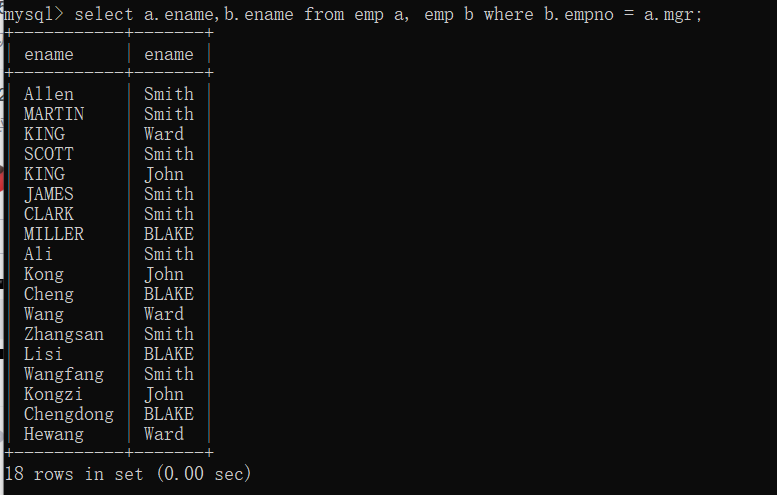 mysql> select a.ename,b.ename from emp a, emp b where b.empno = a.mgr;
+-----------+-------+
| ename     | ename |
+-----------+-------+
| Allen     | Smith |
| MARTIN    | Smith |
| KING      | Ward  |
| SCOTT     | Smith |
| KING      | John  |
| JAMES     | Smith |
| CLARK     | Smith |
| MILLER    | BLAKE |
| Ali       | Smith |
| Kong      | John  |
| Cheng     | BLAKE |
| Wang      | Ward  |
| Zhangsan  | Smith |
| Lisi      | BLAKE |
| Wangfang  | Smith |
| Kongzi    | John  |
| Chengdong | BLAKE |
| Hewang    | Ward  |
+-----------+-------+
18 rows in set (0.00 sec)